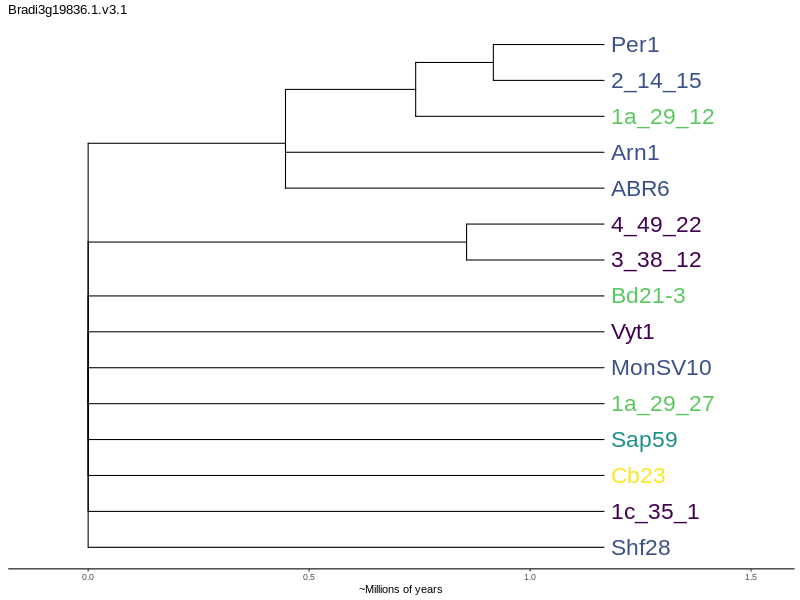 Bradi3g19836.1.v3.1
Per1
2_14_15
1a_29_12
Arn1
ABR6
4_49_22
3_38_12
Bd21-3
Vyt1
MonSV10
1a_29_27
Sap59
Cb23
1c_35_1
Shf28
0.0 0.5 1.0 1.5
~Millions of years